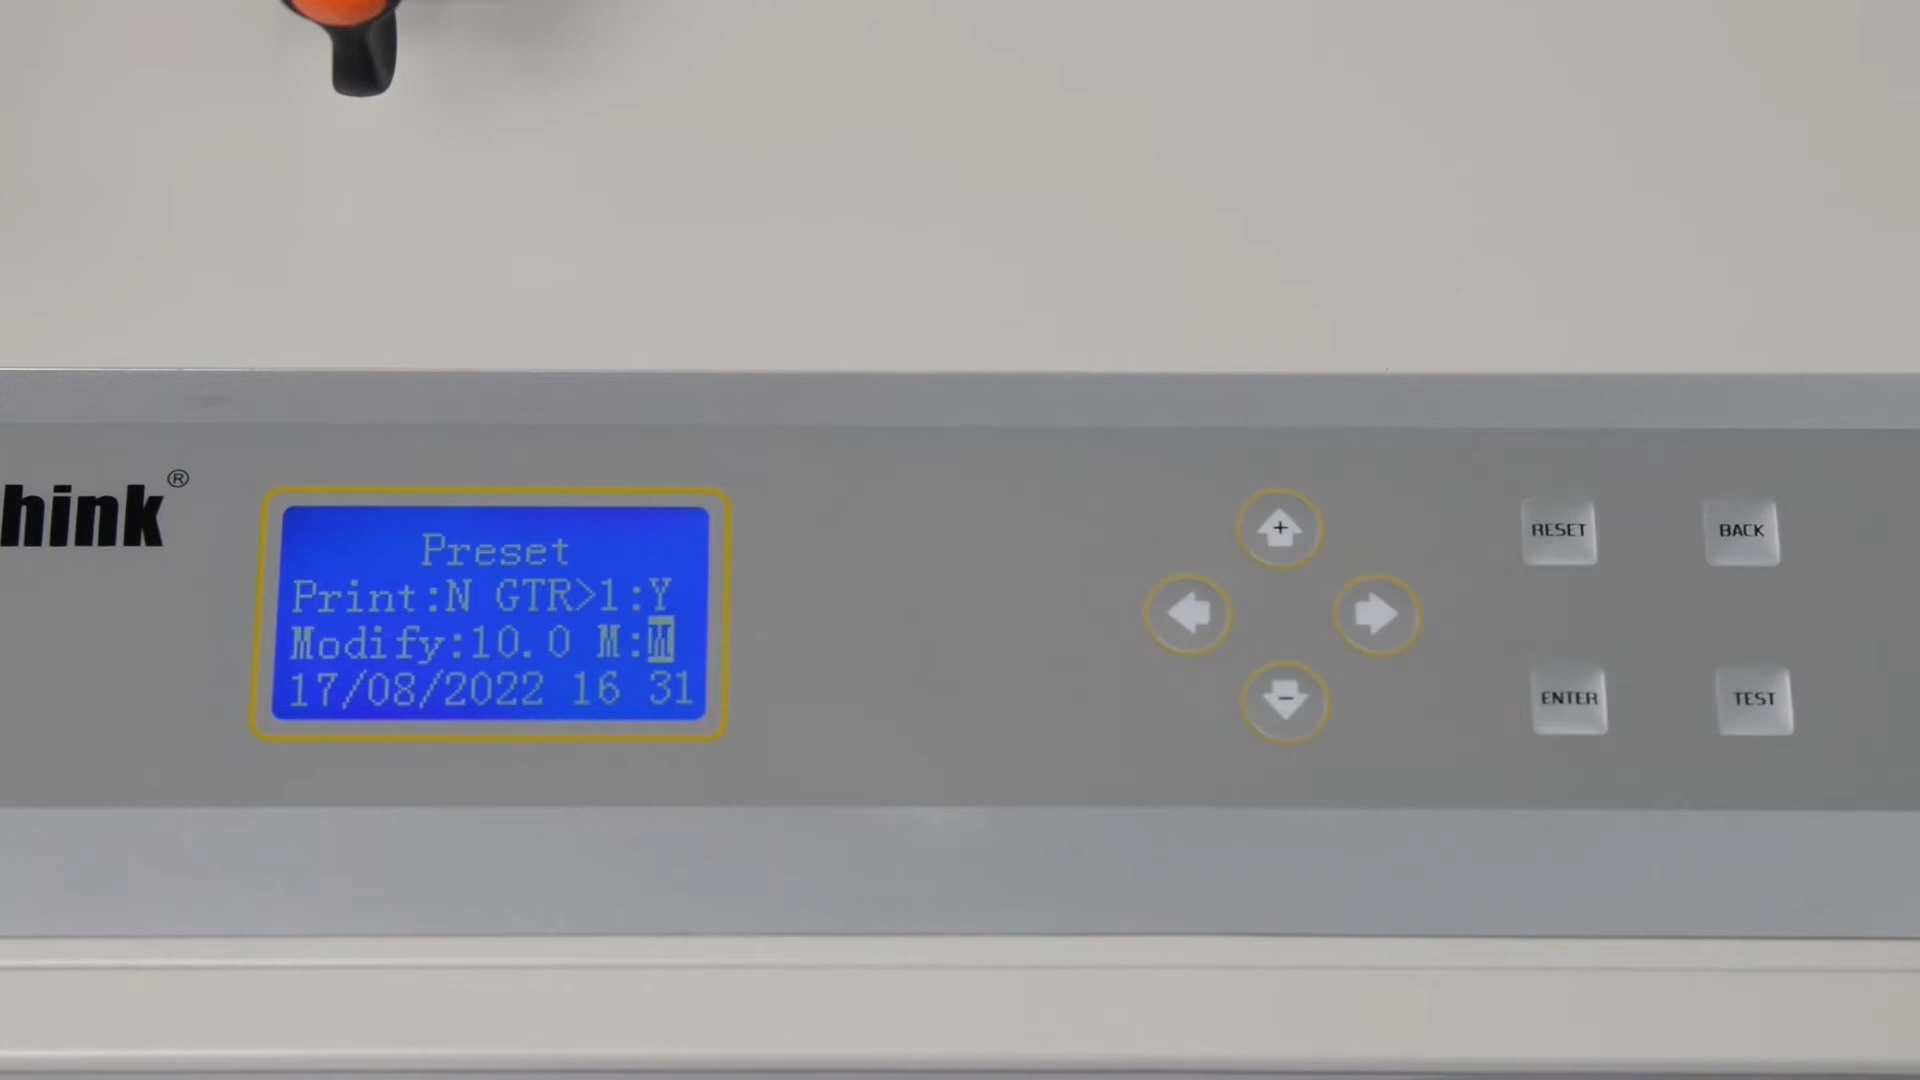 hink®
Preset
Print:N GTR>1:Y
Modify:10.0 M:W
17/08/2022 16 31
+
-
RESET
BACK
ENTER
TEST